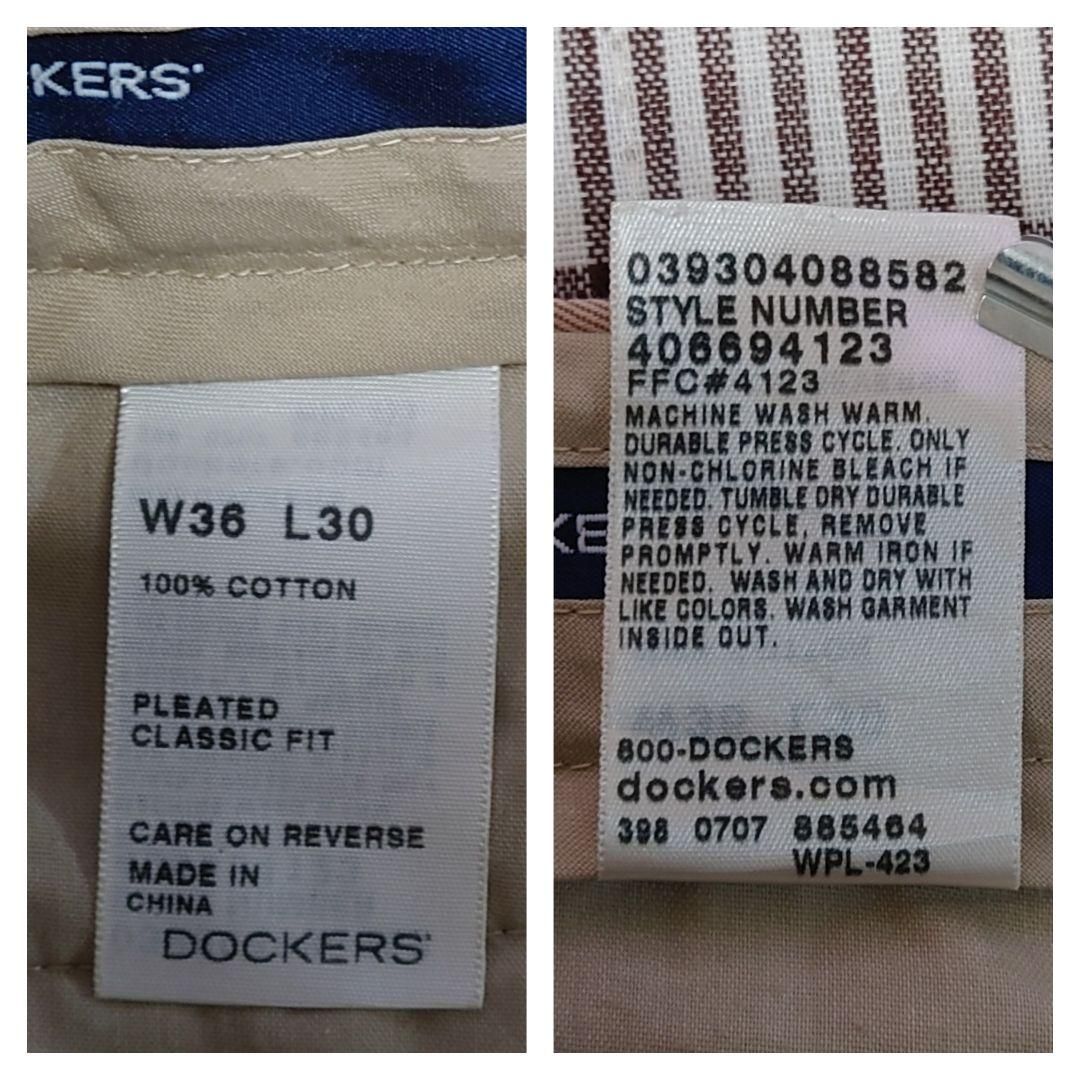 KERS
W36 L30
100% COTTON
PLEATED
CLASSIC FIT
CARE ON REVERSE
MADE IN
CHINA
DOCKERS
039304088582
STYLE NUMBER
406694123
FFC#4123
MACHINE WASH WARM.
DURABLE PRESS CYCLE. ONLY
NON-CHLORINE BLEACH IF
NEEDED. TUMBLE DRY DURABLE
PRESS CYCLE, REMOVE
PROMPTLY. WARM IRON IF
NEEDED. WASH AND DRY WITH
LIKE COLORS. WASH GARMENT
INSIDE OUT.
KE
800-DOCKERS
dockers.com
398 0707 885464
WPL-423